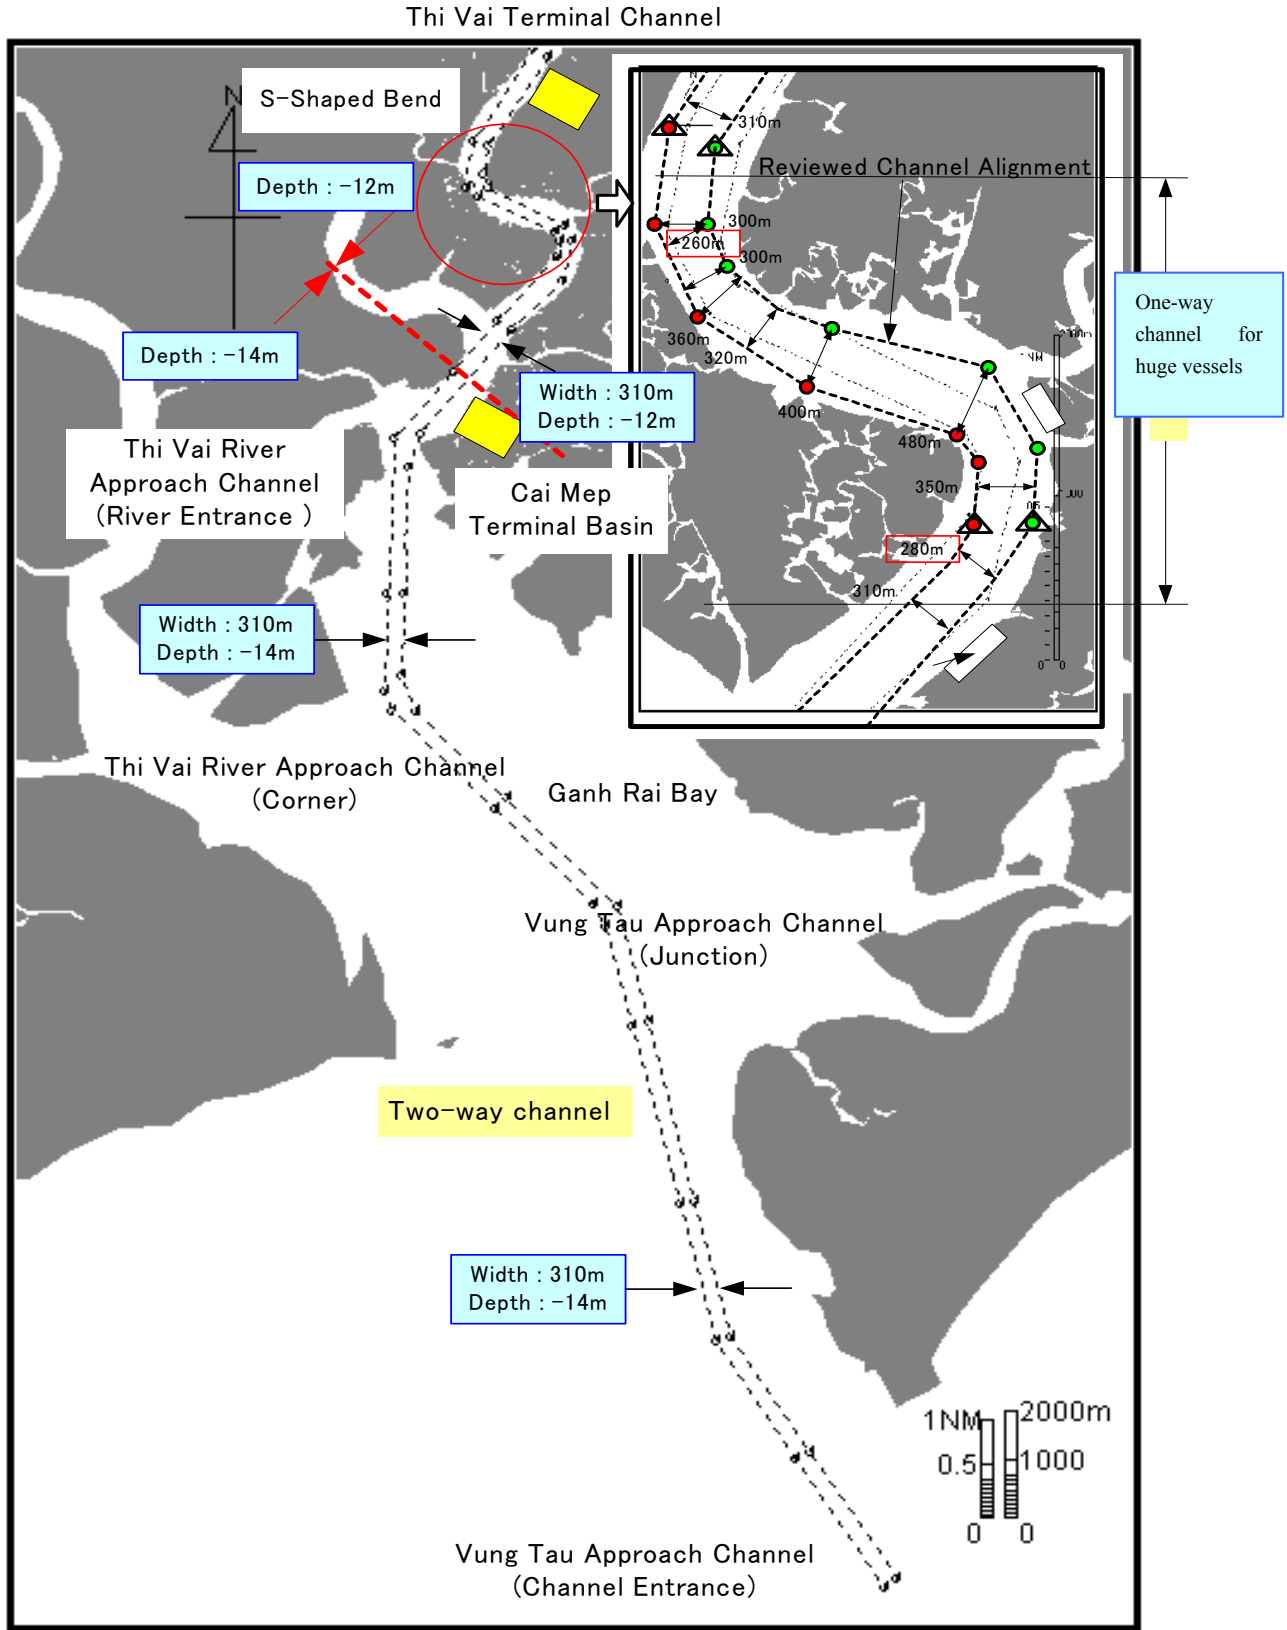 Thi Vai Terminal Channel
N
S-Shaped Bend
Depth : -12m
Depth : -14m
Width : 310m
Depth : -12m
Thi Vai River
Approach Channel
(River Entrance )
Cai Mep
Terminal Basin
Width : 310m
Depth : -14m
Thi Vai River Approach Channel
(Corner)
Ganh Rai Bay
Vung Tau Approach Channel
(Junction)
Two-way channel
Width : 310m
Depth : -14m
Vung Tau Approach Channel
(Channel Entrance)
1NM
2000m
0.5
1000
0
0
310m
Reviewed Channel Alignment
300m
260m
300m
360m
320m
400m
480m
350m
280m
310m
0
0
One-way
channel for
huge vessels